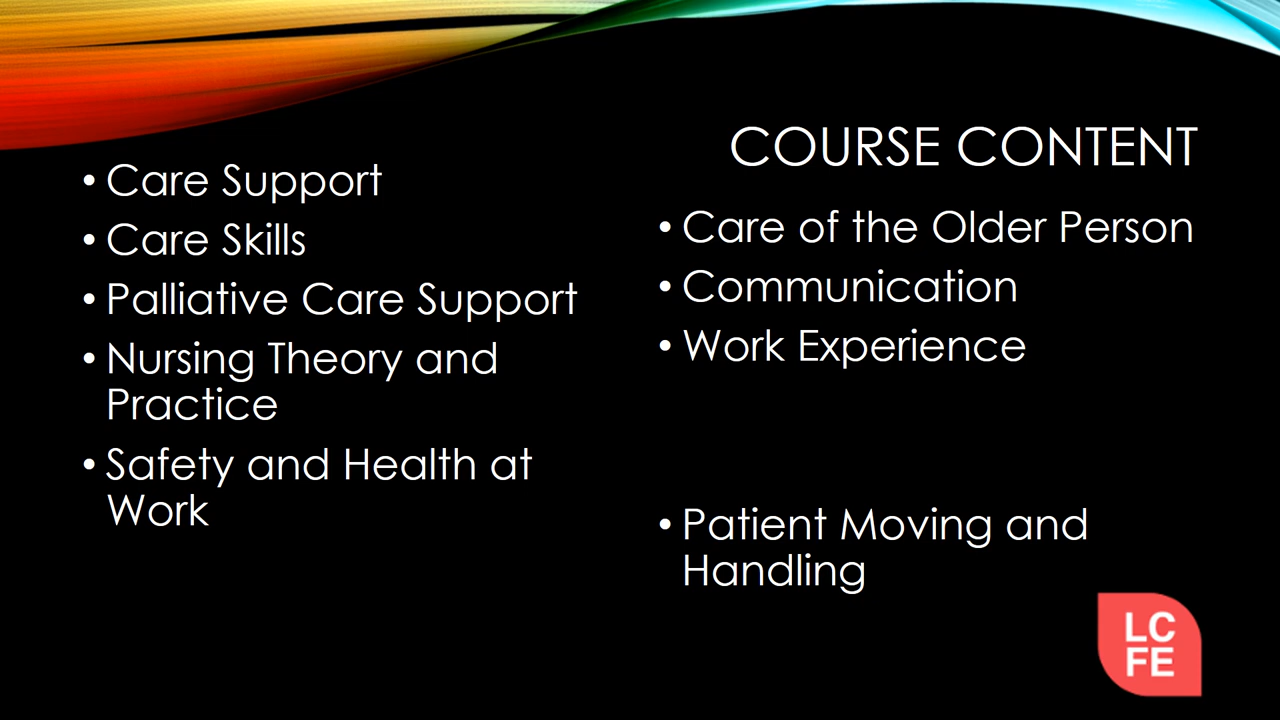 COURSE CONTENT
• Care Support
• Care Skills
• Palliative Care Support
• Nursing Theory and
Practice
• Safety and Health at
Work
• Care of the Older Person
• Communication
• Work Experience
• Patient Moving and
Handling
LC
FE